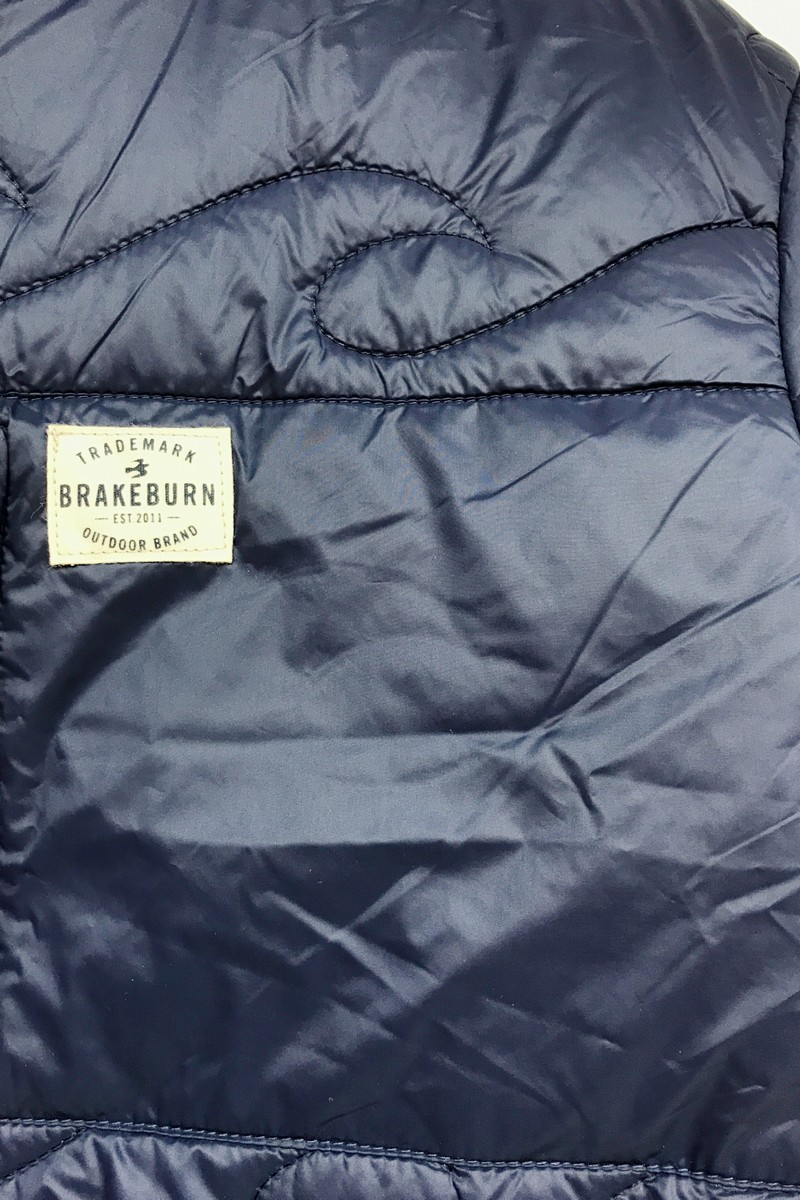 TRADEMARK
BRAKEBURN
EST. 2011
OUTDOOR BRAND